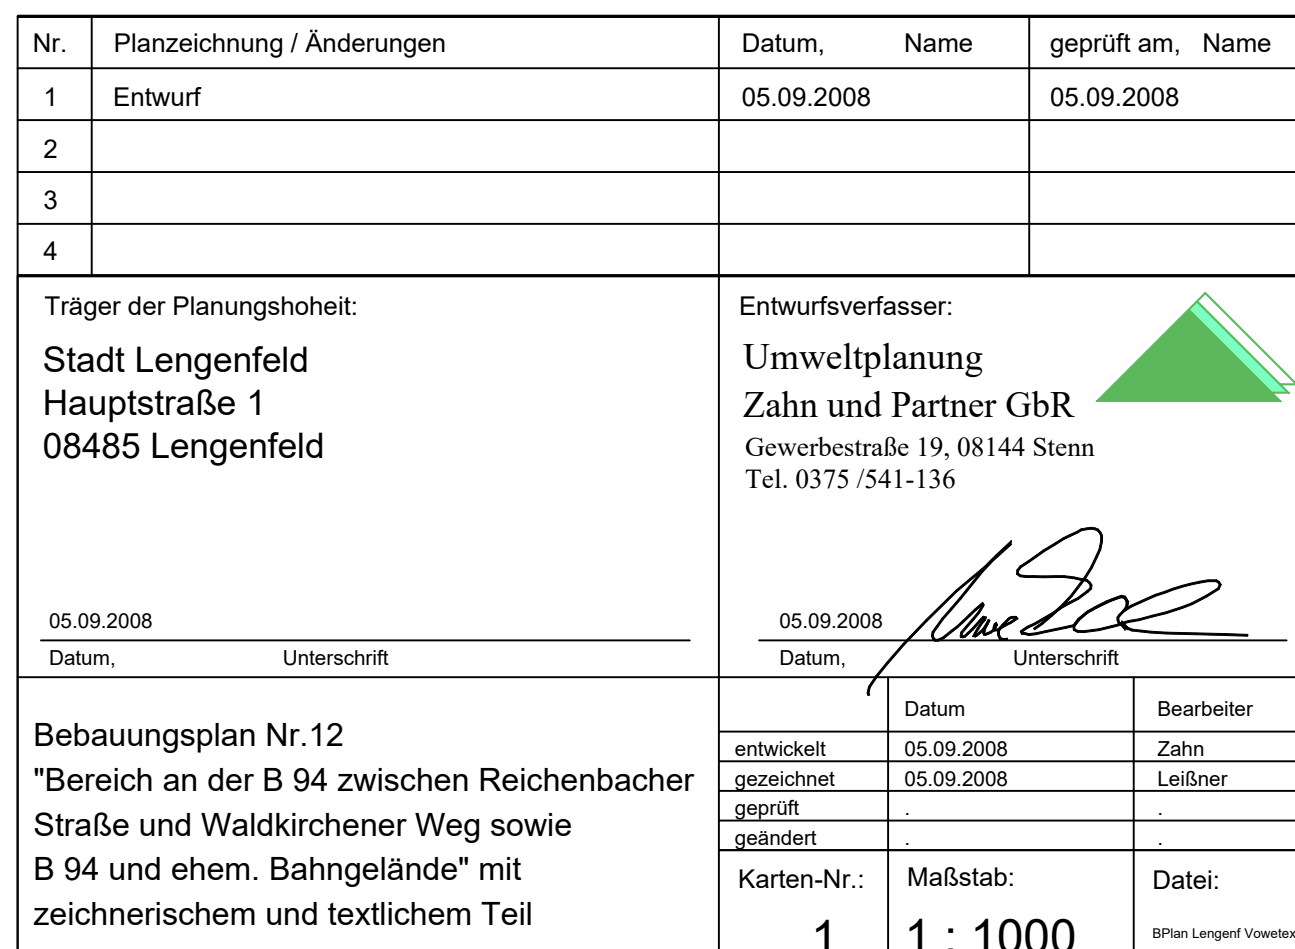 Nr. Planzeichnung / Änderungen Datum, Name geprüft am, Name
1 Entwurf 05.09.2008 05.09.2008
2
3
4
Träger der Planungshoheit:
Stadt Lengenfeld
Hauptstraße 1
08485 Lengenfeld
05.09.2008
Datum, Unterschrift
Entwurfsverfasser:
Umweltplanung
Zahn und Partner GbR
Gewerbestraße 19, 08144 Stenn
Tel. 0375 /541-136
05.09.2008
Datum, Unterschrift
Bebauungsplan Nr.12
"Bereich an der B 94 zwischen Reichenbacher
Straße und Waldkirchener Weg sowie
B 94 und ehem. Bahngelände" mit
zeichnerischem und textlichem Teil
Datum Bearbeiter
entwickelt 05.09.2008 Zahn
gezeichnet 05.09.2008 Leißner
geprüft . .
geändert . .
Karten-Nr.: Maßstab: Datei:
1 1 : 1000 BPlan Lengenf Vowetex